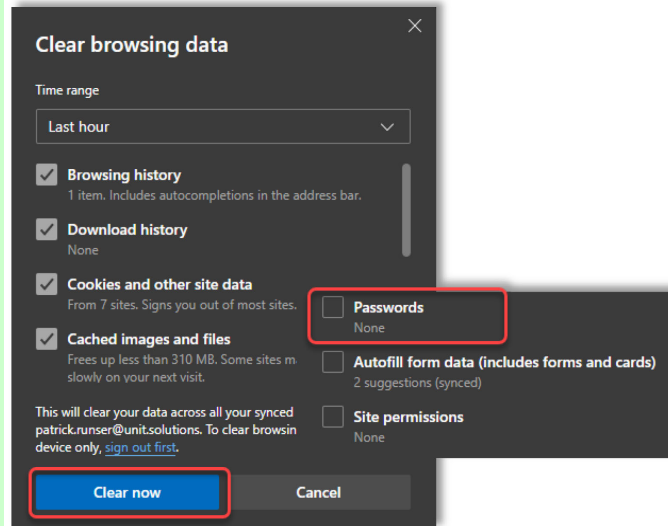 Clear browsing data
Time range
Last hour
Browsing history
1 item. Includes autocompletions in the address bar.
Download history
None
Cookies and other site data
From 7 sites. Signs you out of most sites.
Cached images and files
Frees up less than 310 MB. Some sites m
slowly on your next visit.
This will clear your data across all your synced
patrick.runser@unit.solutions. To clear browsin
device only, sign out first.
Clear now
Cancel
Passwords
None
Autofill form data (includes forms and cards)
2 suggestions (synced)
Site permissions
None